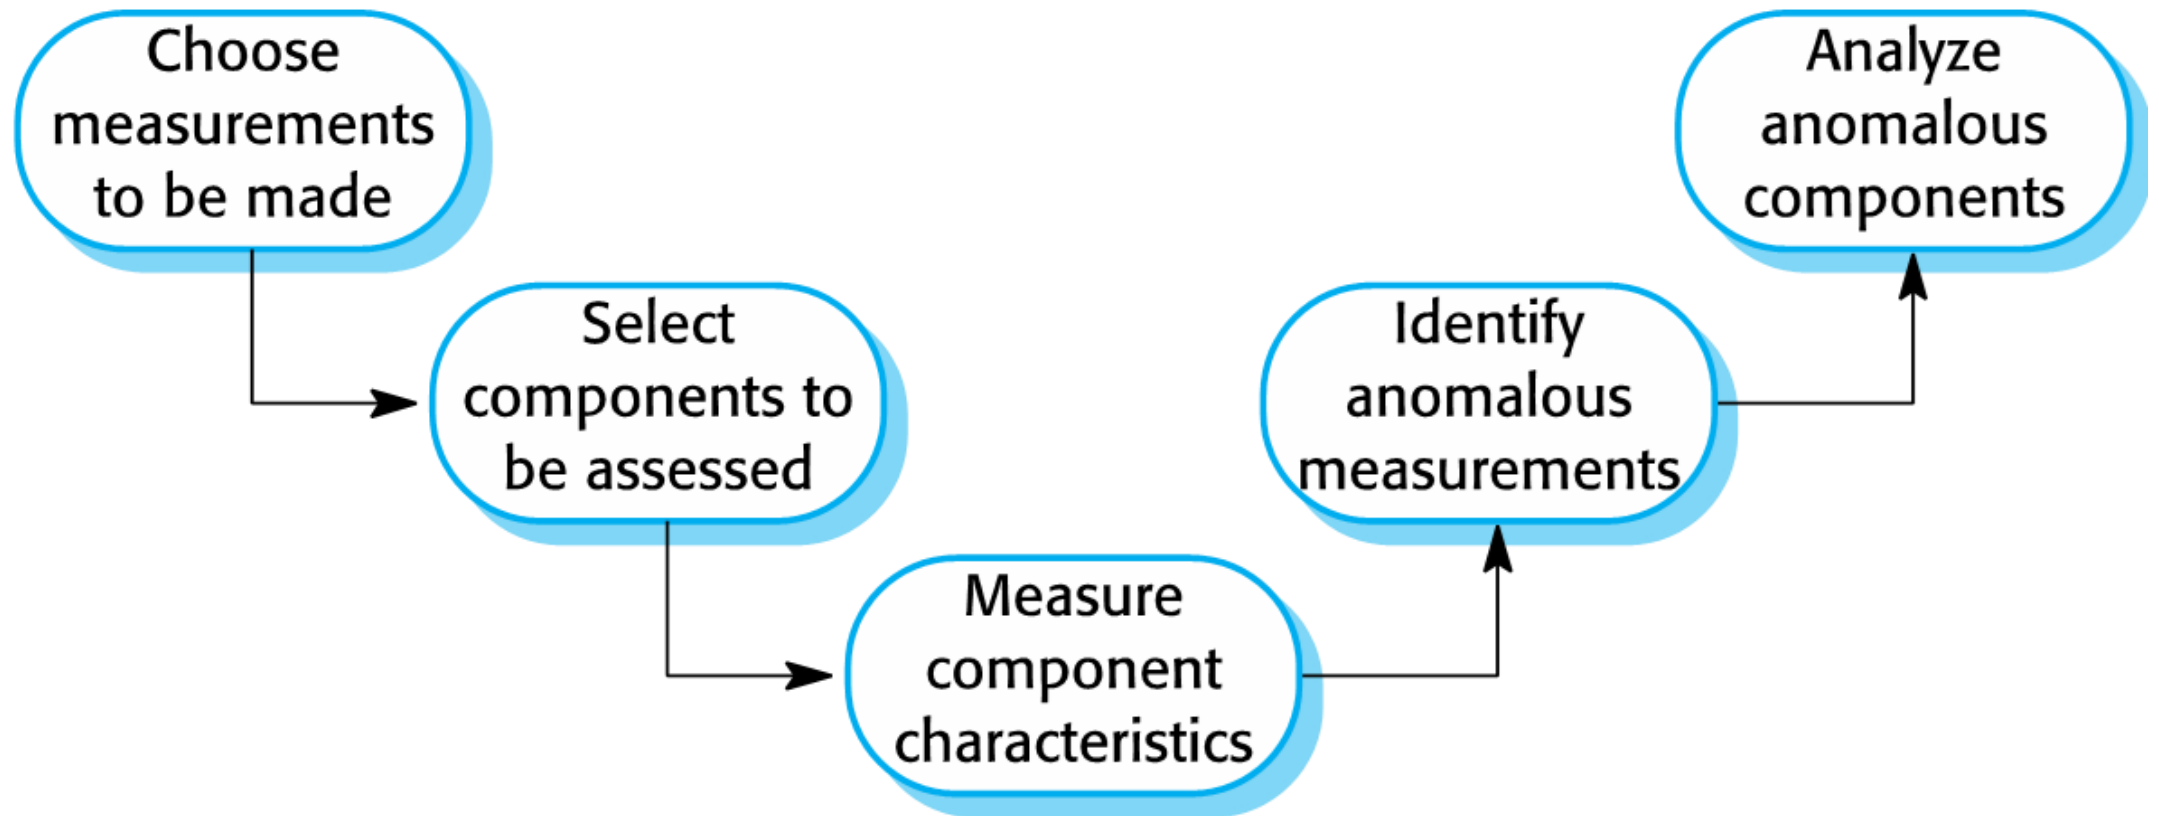 Choose
measurements
to be made
Select
components to
be assessed
Measure
component
characteristics
Identify
anomalous
measurements
Analyze
anomalous
components